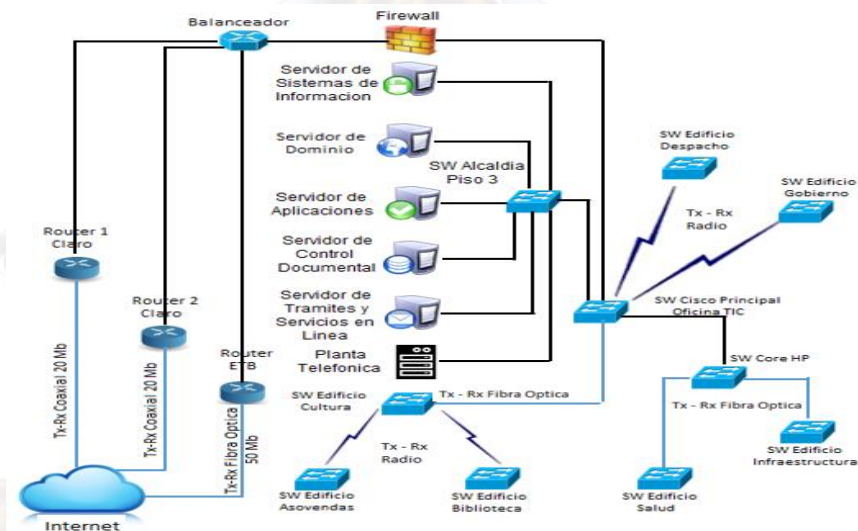 Balanceador
Firewall
Servidor de
Sistemas de
Informacion
Servidor de
Dominio
SW Alcaldia
Piso 3
Servidor de
Aplicaciones
Servidor de
Control
Documental
Servidor de
Tramites y
Servicios en
Linea
Planta
Telefonica
SW Edificio
Despacho
SW Edificio
Gobierno
Tx - Rx
Radio
SW Cisco Principal
Oficina TIC
Router 1
Claro
Router 2
Claro
Router
ETB
Tx-Rx Coaxial 20 Mb
Tx-Rx Coaxial 20 Mb
Tx-Rx Fibra Optica
50 Mb
Internet
SW Edificio
Cultura
Tx - Rx Fibra Optica
Tx - Rx
Radio
SW Edificio
Asovendas
SW Edificio
Biblioteca
SW Core HP
Tx - Rx Fibra Optica
SW Edificio
Infraestructura
SW Edificio
Salud